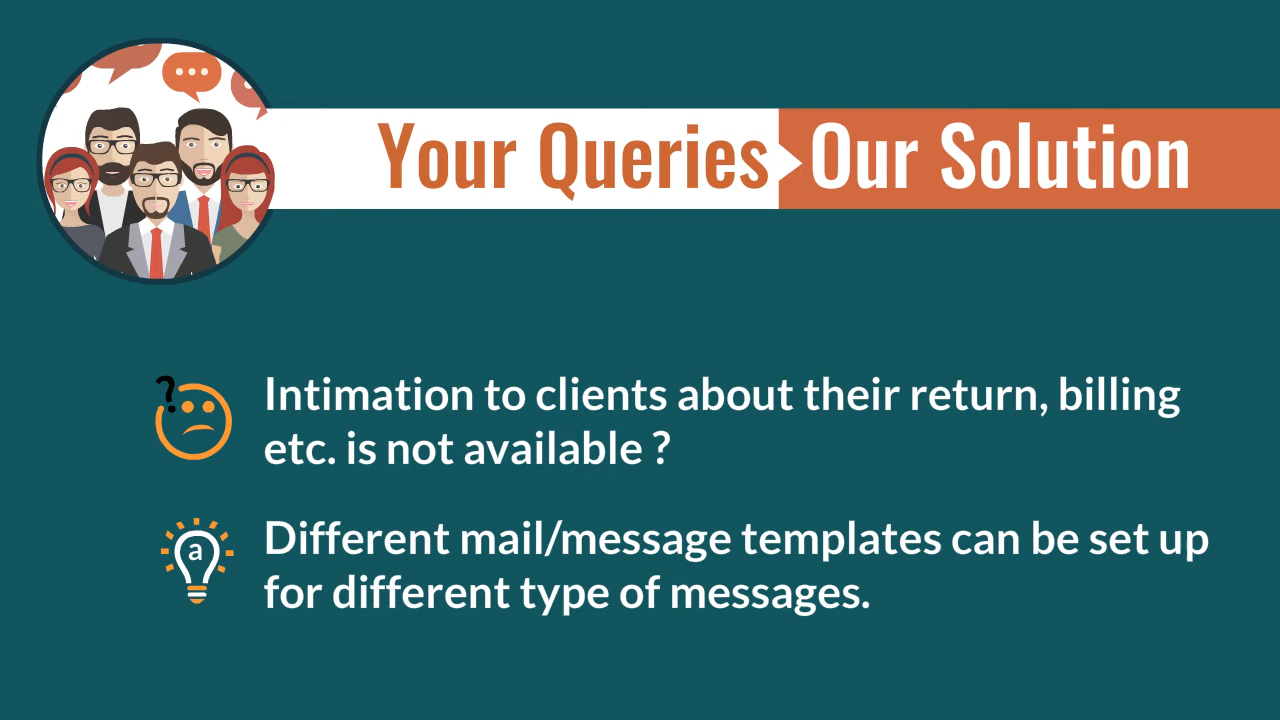 Your Queries Our Solution
?
Intimation to clients about their return, billing
etc. is not available ?
a
Different mail/message templates can be set up
for different type of messages.